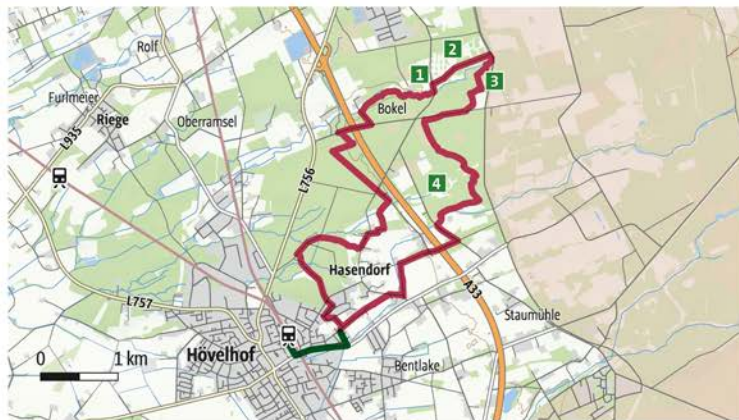 Rolf
2
1
3
Furlmeier
Bokel
Riege
Oberramsel
L935
L756
4
Hasendorf
A33
L757
Staumühle
0 1 km
Hövelhof
Bentlake